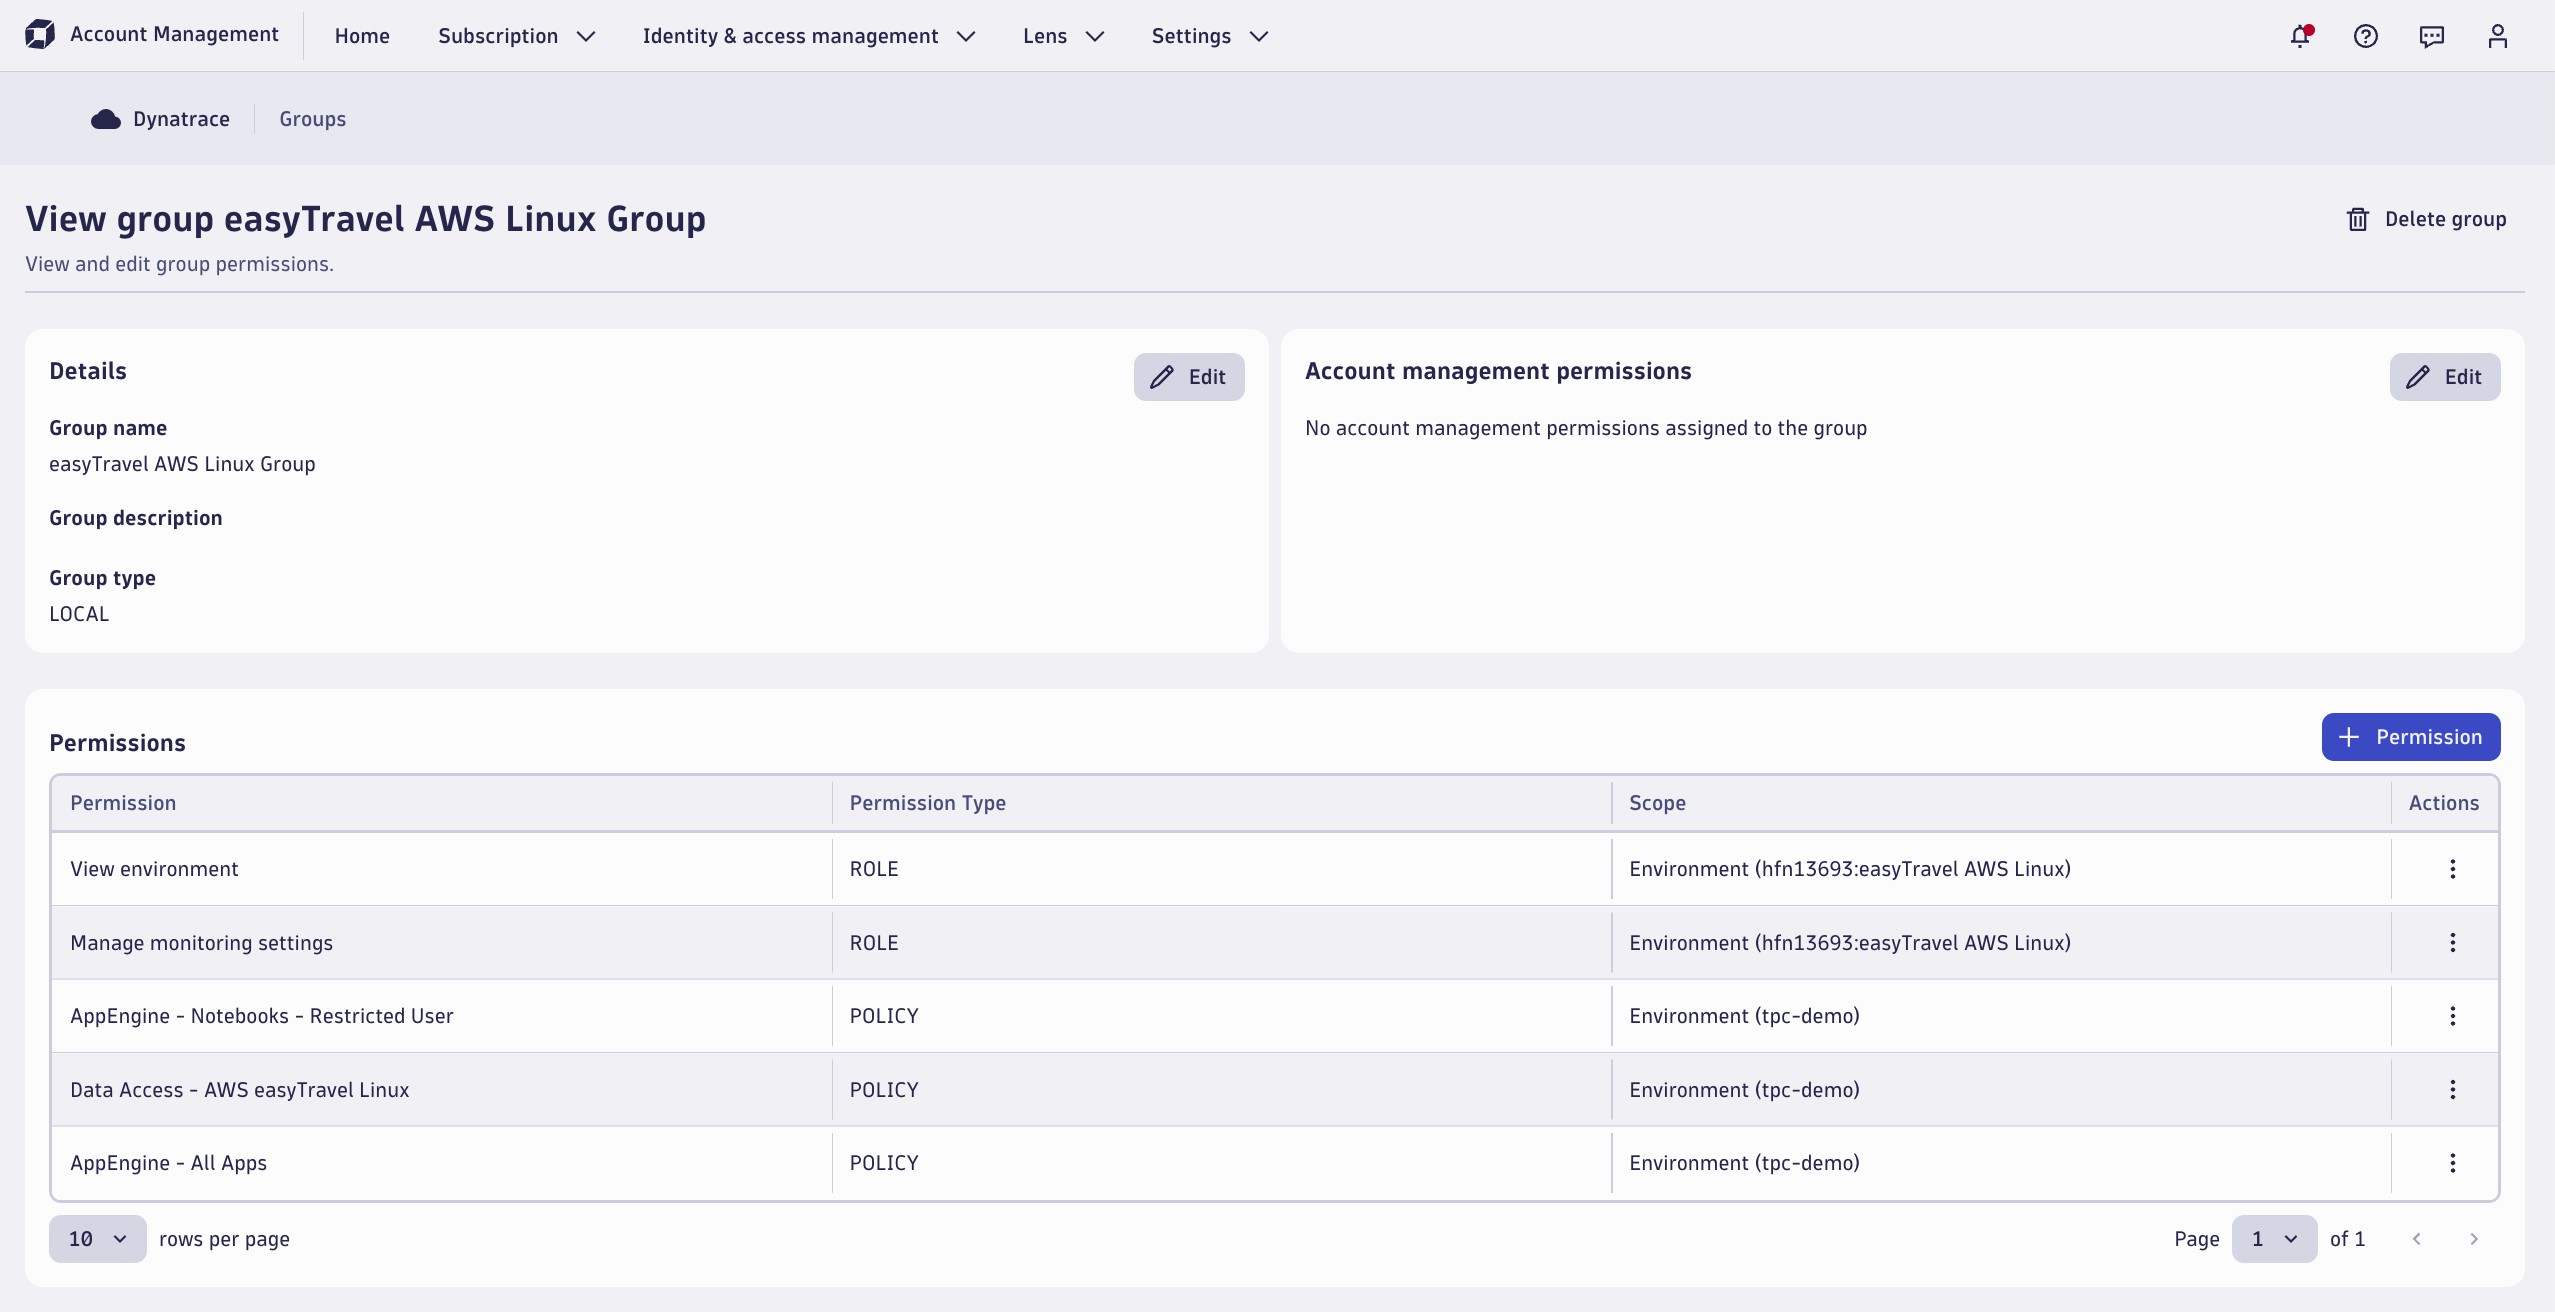 Account Management
Home
Subscription
Identity & access management
Lens
Settings
Dynatrace
Groups
View group easyTravel AWS Linux Group
Delete group
View and edit group permissions.
Details
Edit
Group name
easyTravel AWS Linux Group
Group description
Group type
LOCAL
Account management permissions
Edit
No account management permissions assigned to the group
Permissions
Permission
Permission Permission Type Scope Actions
View environment ROLE Environment (hfn13693:easyTravel AWS Linux)
Manage monitoring settings ROLE Environment (hfn13693:easyTravel AWS Linux)
AppEngine - Notebooks - Restricted User POLICY Environment (tpc-demo)
Data Access - AWS easyTravel Linux POLICY Environment (tpc-demo)
AppEngine - All Apps POLICY Environment (tpc-demo)
10 rows per page
Page 1 of 1